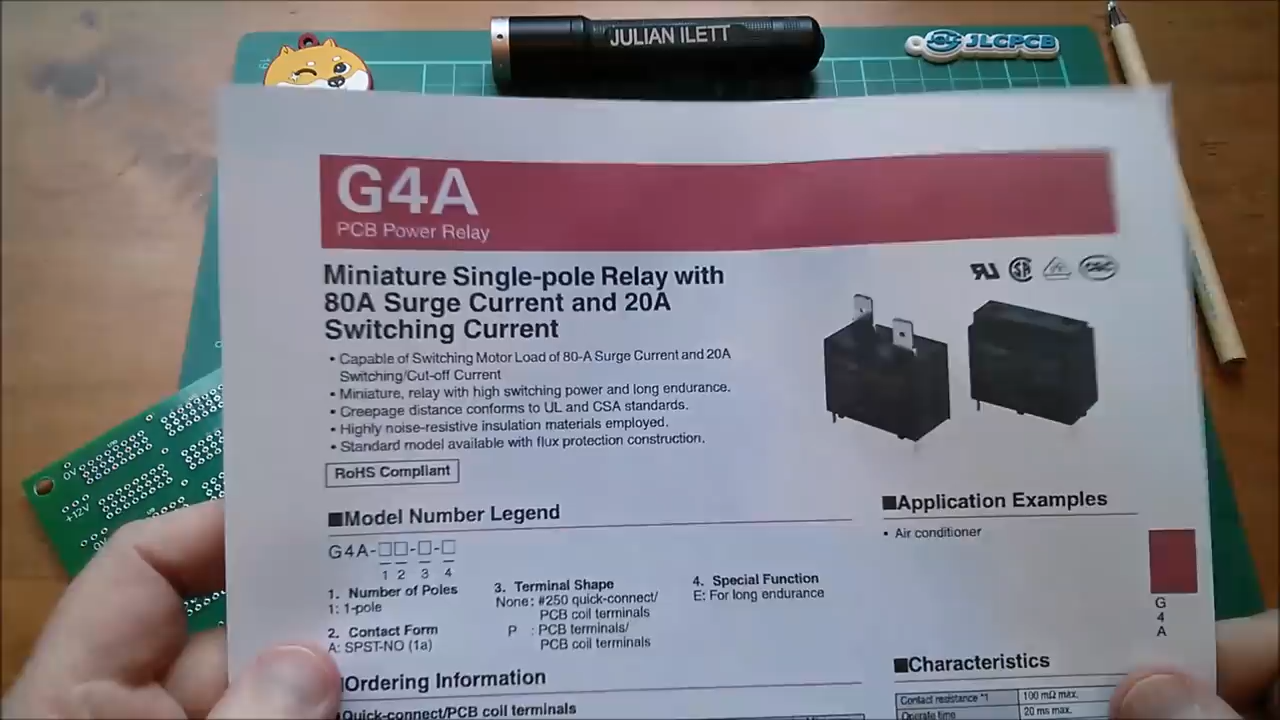 JULIAN ILETT
JLCPCB
G4A
PCB Power Relay
Miniature Single-pole Relay with
80A Surge Current and 20A
Switching Current
• Capable of Switching Motor Load of 80-A Surge Current and 20A
Switching/Cut-off Current
• Miniature, relay with high switching power and long endurance.
• Creepage distance conforms to UL and CSA standards.
• Highly noise-resistive insulation materials employed.
• Standard model available with flux protection construction.
RoHS Compliant
■Model Number Legend
G4A-□□-□-□
1 2 3 4
1. Number of Poles
1: 1-pole
2. Contact Form
A: SPST-NO (1a)
3. Terminal Shape
None: #250 quick-connect/
PCB coil terminals
P : PCB terminals/
PCB coil terminals
4. Special Function
E: For long endurance
■Application Examples
• Air conditioner
G
4
A
■Ordering Information
Quick-connect/PCB coil terminals
■Characteristics
Contact resistance *1 100 mΩ max.
Operate time 20 ms max.
0V
+12V
0V